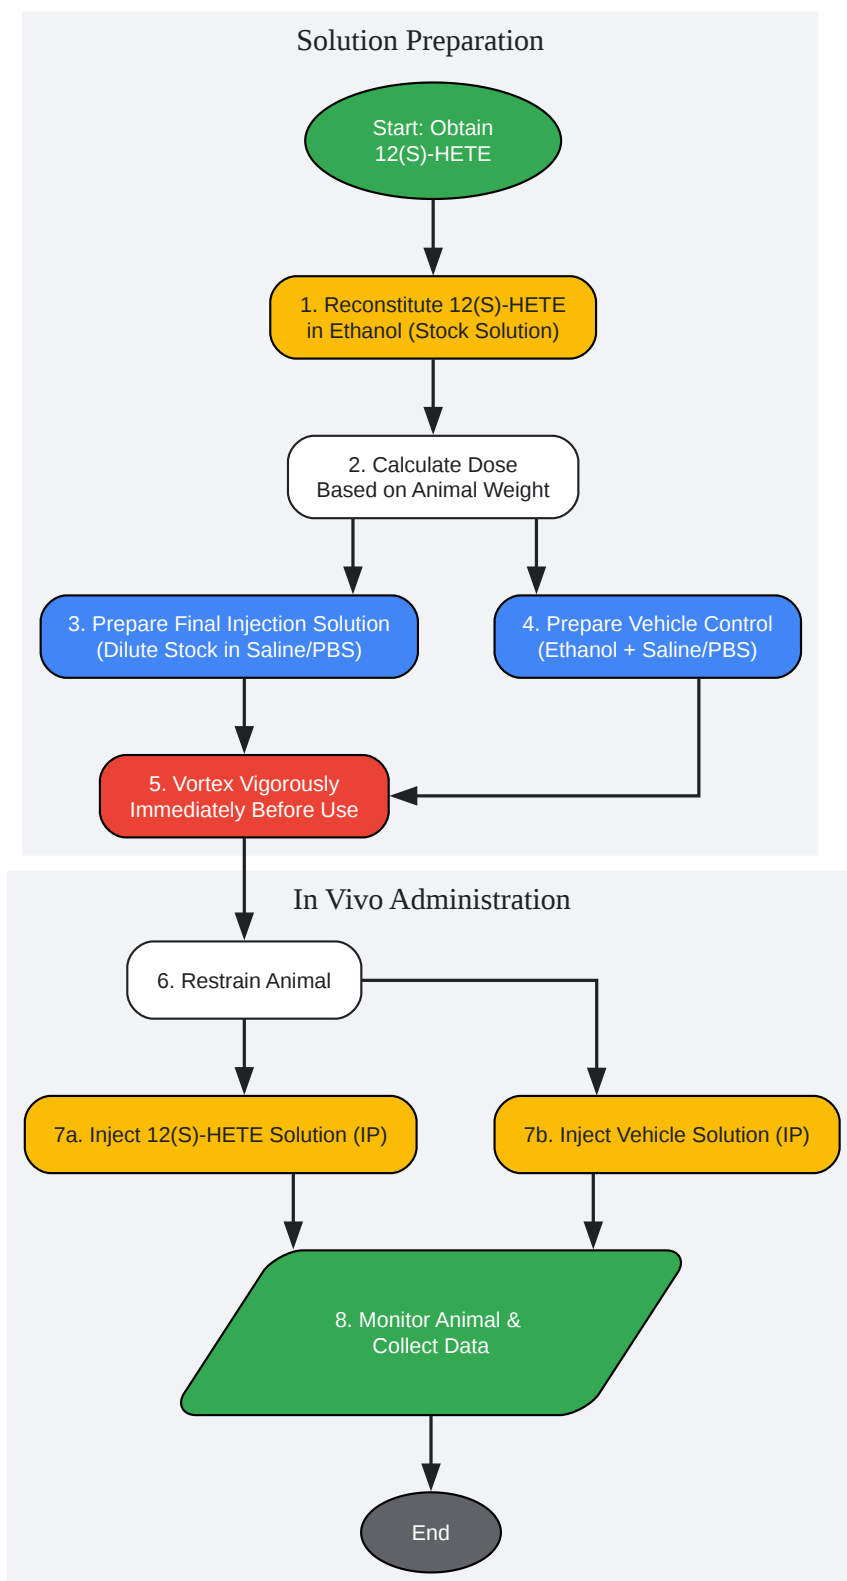 Solution Preparation
Start: Obtain
12(S)-HETE
1. Reconstitute 12(S)-HETE
in Ethanol (Stock Solution)
2. Calculate Dose
Based on Animal Weight
3. Prepare Final Injection Solution
(Dilute Stock in Saline/PBS)
4. Prepare Vehicle Control
(Ethanol + Saline/PBS)
5. Vortex Vigorously
Immediately Before Use
In Vivo Administration
6. Restrain Animal
7a. Inject 12(S)-HETE Solution (IP)
7b. Inject Vehicle Solution (IP)
8. Monitor Animal &
Collect Data
End